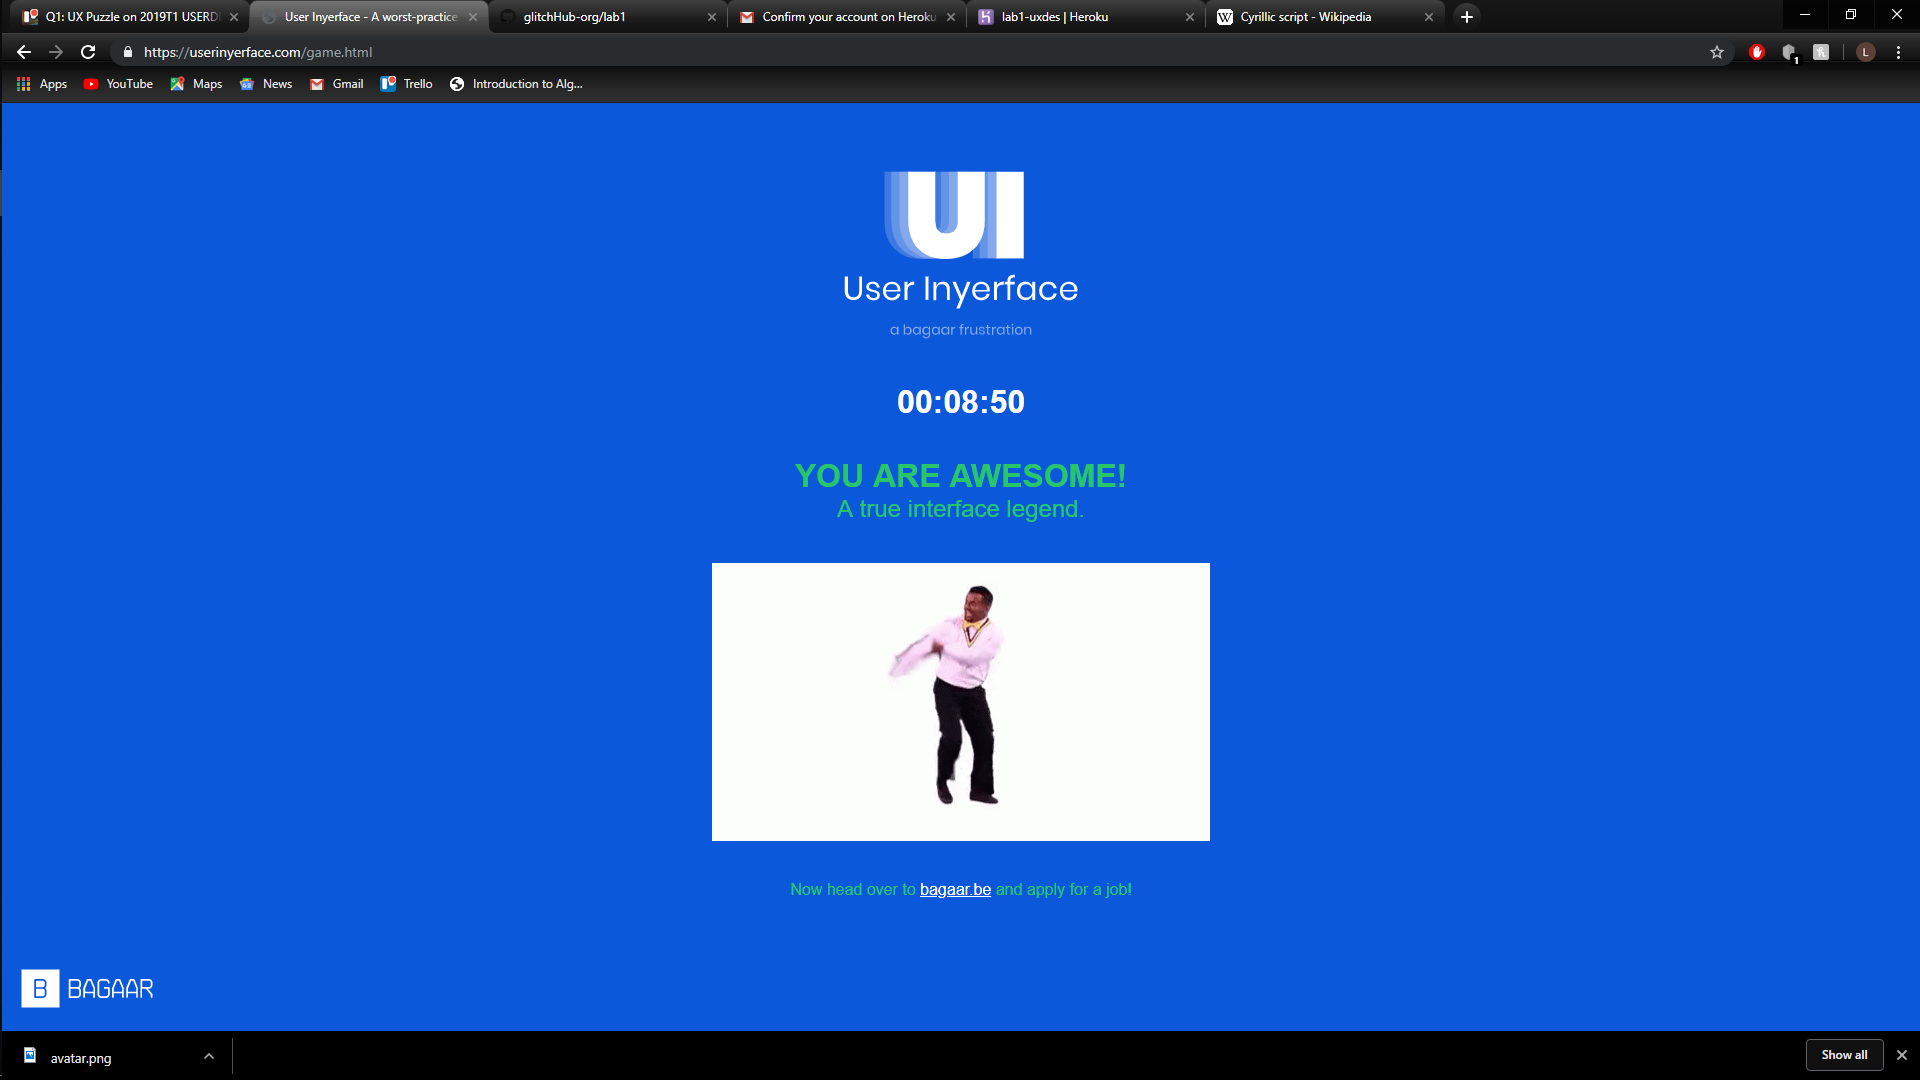 Q1: UX Puzzle on 2019T1 USERD
User Inyerface - A worst-practice
glitchHub-org/lab1
Confirm your account on Heroku
lab1-uxdes | Heroku
Cyrillic script - Wikipedia
https://userinyerface.com/game.html
1
L
Apps
YouTube
Maps
News
Gmail
Trello
Introduction to Alg...
UI
User Inyerface
a bagaar frustration
00:08:50
YOU ARE AWESOME!
A true interface legend.
Now head over to bagaar.be and apply for a job!
B BAGAAR
avatar.png
Show all